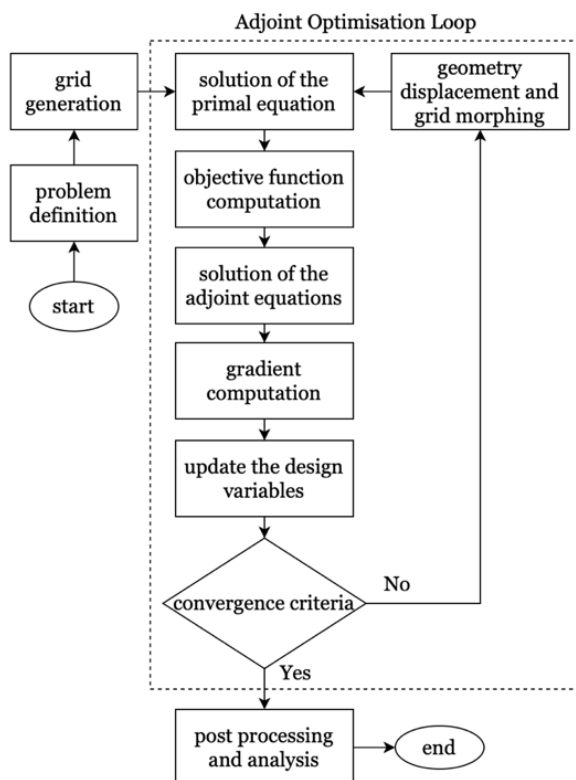 Adjoint Optimisation Loop
grid
generation
solution of the
primal equation
geometry
displacement and
grid morphing
problem
definition
objective function
computation
start
solution of the
adjoint equations
gradient
computation
update the design
variables
convergence criteria
No
Yes
post processing
and analysis
end